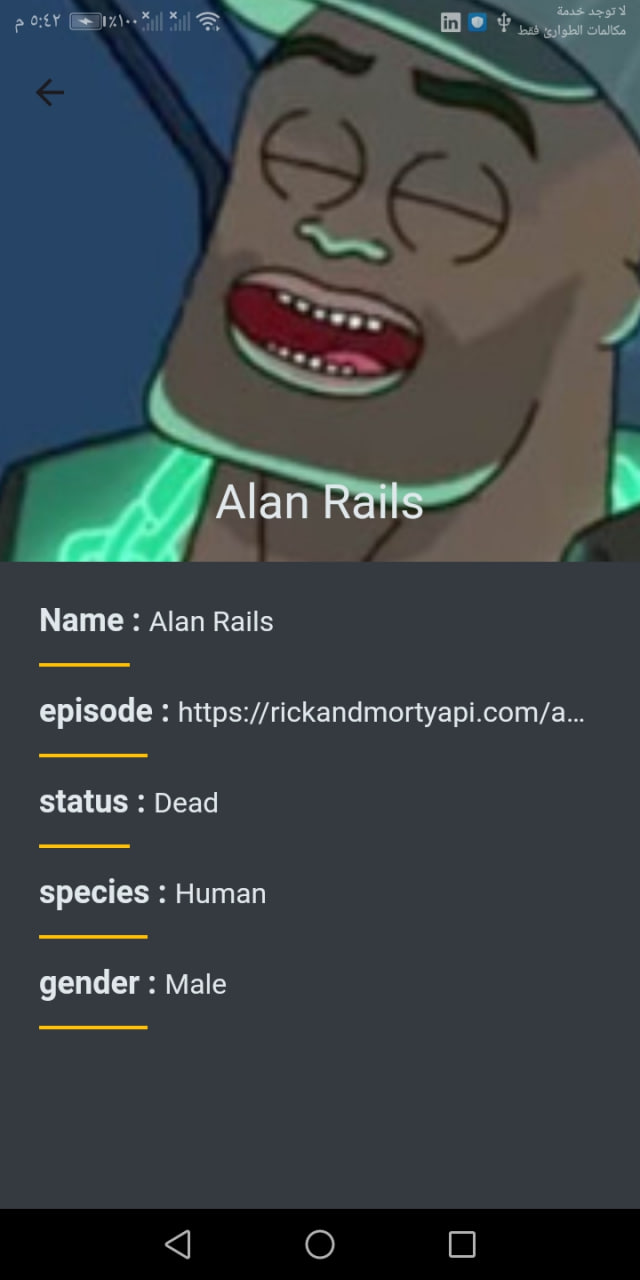 م ٥:٤٢ ٪١٠٠
in
لا توجد خدمة
مكالمات الطوارئ فقط
Alan Rails
Name : Alan Rails
episode : https://rickandmortyapi.com/a...
status : Dead
species : Human
gender : Male